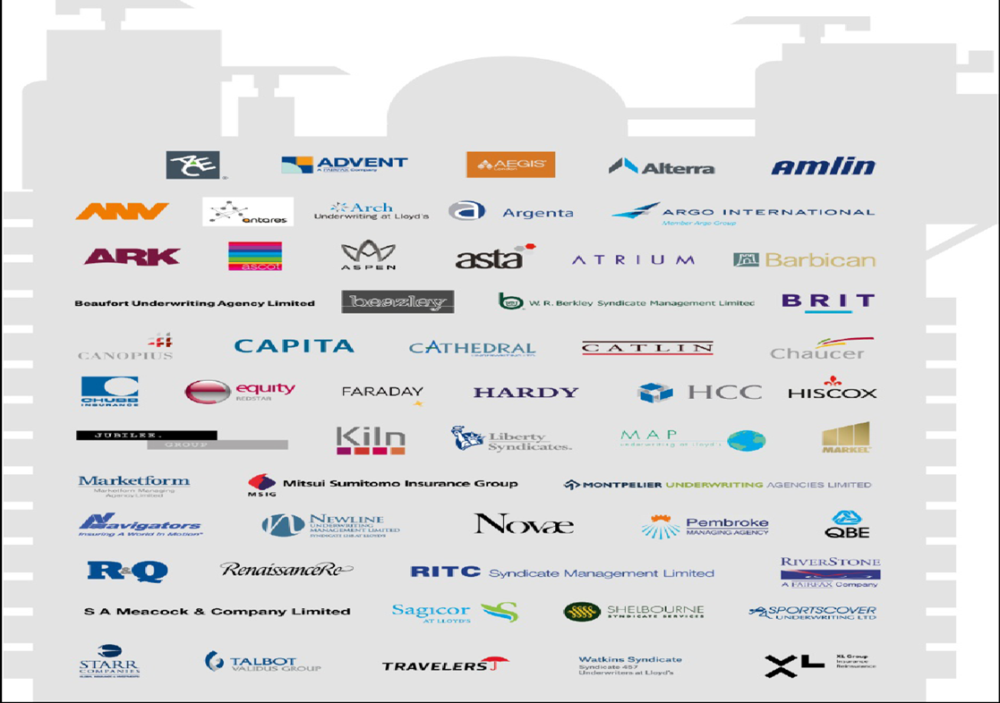 ACE
ADVENT
A FAIRFAX Company
AEGIS
London
Alterra
amlin
ANV
antares
Arch
Underwriting at Lloyd's
Argenta
ARGO INTERNATIONAL
Member Argo Group
ARK
ascot
ASPEN
asta
ATRIUM
Barbican
Beaufort Underwriting Agency Limited
beazley
W. R. Berkley Syndicate Management Limited
BRIT
CANOPIUS
CAPITA
CATHEDRAL
CATLIN
Chaucer
CHUBB
INSURANCE
equity
REDSTAR
FARADAY
HARDY
HCC
HISCOX
JUBILEE.
GROUP
Kiln
Liberty
Syndicates.
MAP
underwriting at lloyd's
MARKEL
Marketform
Marketform Managing
Agency Limited
MSIG
Mitsui Sumitomo Insurance Group
MONTPELIER UNDERWRITING AGENCIES LIMITED
Navigators
Insuring A World In Motion
NEWLINE
UNDERWRITING
MANAGEMENT LIMITED
SYNDICATE 1218 AT LLOYD'S
Novae
Pembroke
MANAGING AGENCY
QBE
R&Q
RenaissanceRe
RITC Syndicate Management Limited
RIVERSTONE
A FAIRFAX Company
S A Meacock & Company Limited
Sagicor
AT LLOYD'S
SHELBOURNE
SYNDICATE SERVICES
SPORTSCOVER
UNDERWRITING LTD
STARR
COMPANIES
TALBOT
VALIDUS GROUP
TRAVELERS
Watkins Syndicate
Syndicate 457
Underwriters at Lloyd's
XL
XL Group
Insurance
Reinsurance